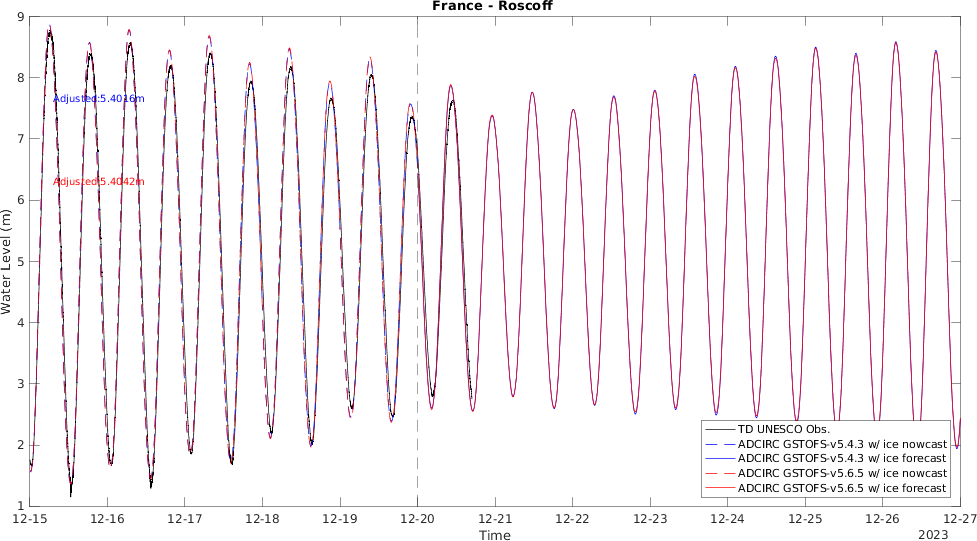 France - Roscoff
9
8
7
6
5
4
3
2
1
Water Level (m)
Adjusted:5.4016m
Adjusted:5.4042m
TD UNESCO Obs.
ADCIRC GSTOFS-v5.4.3 w/ ice nowcast
ADCIRC GSTOFS-v5.4.3 w/ ice forecast
ADCIRC GSTOFS-v5.6.5 w/ ice nowcast
ADCIRC GSTOFS-v5.6.5 w/ ice forecast
12-15 12-16 12-17 12-18 12-19 12-20 12-21 12-22 12-23 12-24 12-25 12-26 12-27
Time
2023